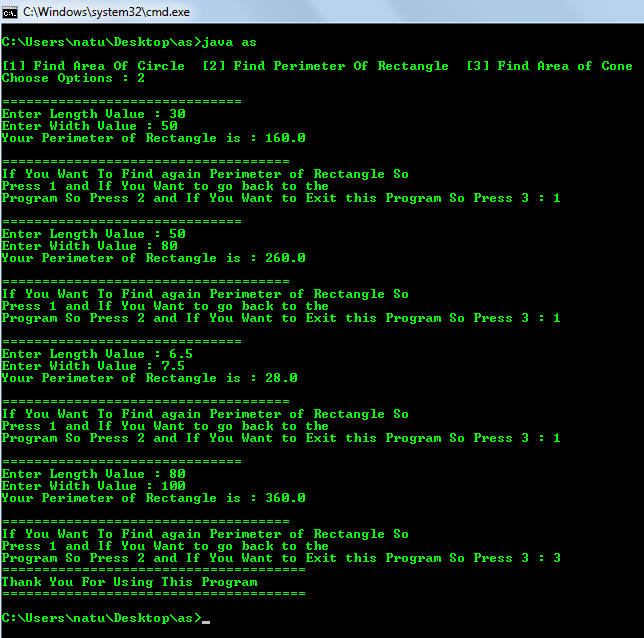 C:\Windows\system32\cmd.exe
C:\Users\natu\Desktop\as>java as
[1] Find Area Of Circle  [2] Find Perimeter Of Rectangle  [3] Find Area of Cone
Choose Options : 2
==============================
Enter Length Value : 30
Enter Width Value : 50
Your Perimeter of Rectangle is : 160.0
====================================
If You Want To Find again Perimeter of Rectangle So
Press 1 and If You Want to go back to the
Program So Press 2 and If You Want to Exit this Program So Press 3 : 1
==============================
Enter Length Value : 50
Enter Width Value : 80
Your Perimeter of Rectangle is : 260.0
====================================
If You Want To Find again Perimeter of Rectangle So
Press 1 and If You Want to go back to the
Program So Press 2 and If You Want to Exit this Program So Press 3 : 1
==============================
Enter Length Value : 6.5
Enter Width Value : 7.5
Your Perimeter of Rectangle is : 28.0
====================================
If You Want To Find again Perimeter of Rectangle So
Press 1 and If You Want to go back to the
Program So Press 2 and If You Want to Exit this Program So Press 3 : 1
==============================
Enter Length Value : 80
Enter Width Value : 100
Your Perimeter of Rectangle is : 360.0
====================================
If You Want To Find again Perimeter of Rectangle So
Press 1 and If You Want to go back to the
Program So Press 2 and If You Want to Exit this Program So Press 3 : 3
======================================
Thank You For Using This Program
======================================
C:\Users\natu\Desktop\as>_